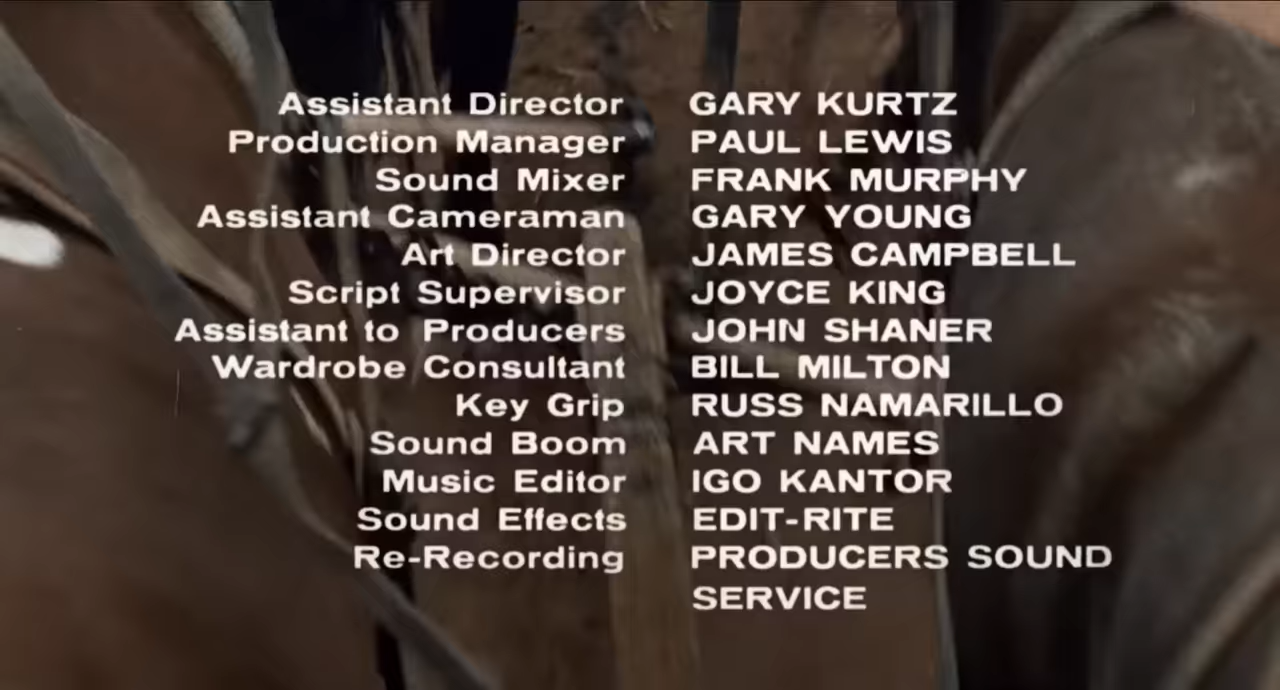 Assistant Director GARY KURTZ
Production Manager PAUL LEWIS
Sound Mixer FRANK MURPHY
Assistant Cameraman GARY YOUNG
Art Director JAMES CAMPBELL
Script Supervisor JOYCE KING
Assistant to Producers JOHN SHANER
Wardrobe Consultant BILL MILTON
Key Grip RUSS NAMARILLO
Sound Boom ART NAMES
Music Editor IGO KANTOR
Sound Effects EDIT-RITE
Re-Recording PRODUCERS SOUND
SERVICE